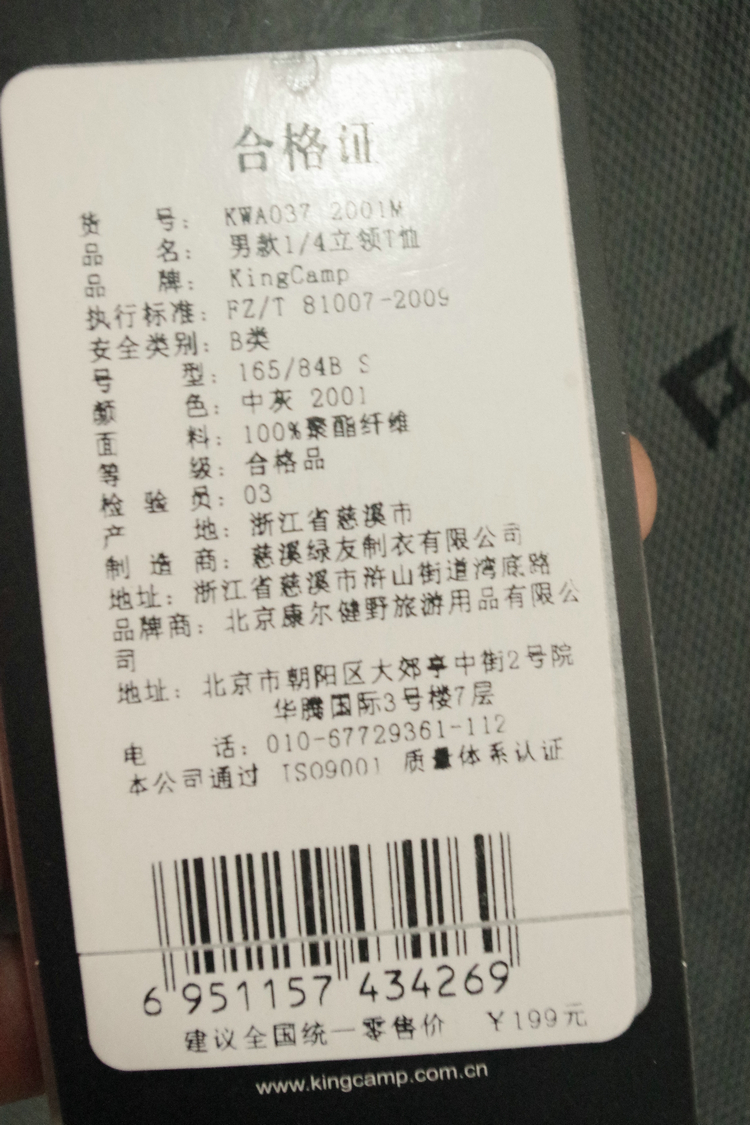 合格证
货 号: KWA037 2001M
品 名: 男款1/4立领T恤
品 牌: KingCamp
执行标准: FZ/T 81007-2009
安全类别: B类
号 型: 165/84B S
颜 色: 中灰 2001
面 料: 100%聚酯纤维
等 级: 合格品
检 验 员: 03
产 地: 浙江省慈溪市
制 造 商: 慈溪绿友制衣有限公司
地址: 浙江省慈溪市浒山街道湾底路
品牌商: 北京康尔健野旅游用品有限公
司
地址: 北京市朝阳区大郊亭中街2号院
华腾国际3号楼7层
电 话: 010-67729361-112
本公司通过 ISO9001 质量体系认证
6 951157 434269
建议全国统一零售价 ￥199元
www.kingcamp.com.cn